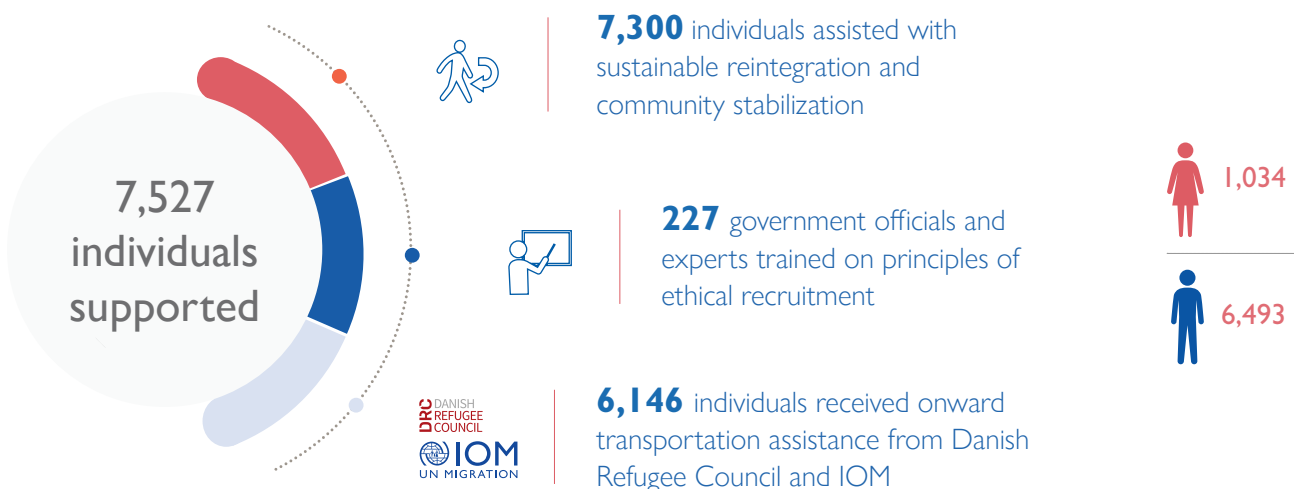 7,527
individuals
supported
7,300 individuals assisted with
sustainable reintegration and
community stabilization
227 government officials and
experts trained on principles of
ethical recruitment
DRC DANISH
REFUGEE
COUNCIL
IOM
UN MIGRATION
6,146 individuals received onward
transportation assistance from Danish
Refugee Council and IOM
1,034
6,493